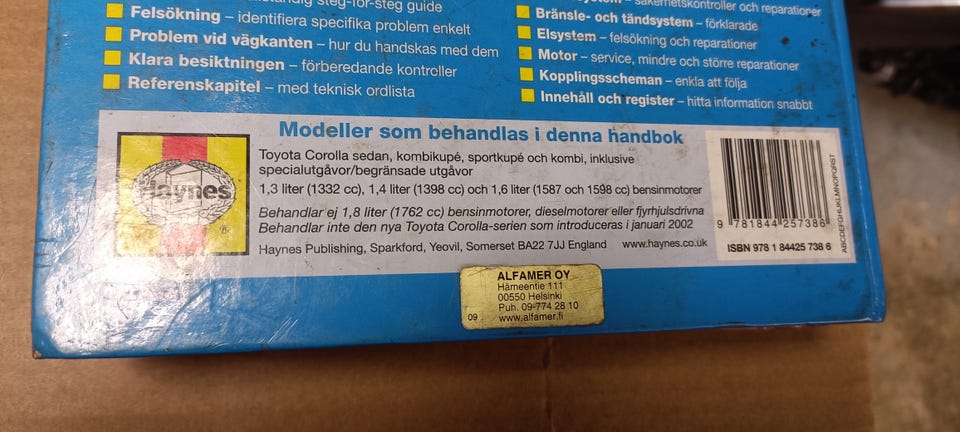 steg-för-steg guide
Felsökning – identifiera specifika problem enkelt
Problem vid vägkanten – hur du handskas med dem
Klara besiktningen – förberedande kontroller
Referenskapitel – med teknisk ordlista
– säkerhetskontroller och reparationer
Bränsle- och tändsystem – förklarade
Elsystem – felsökning och reparationer
Motor – service, mindre och större reparationer
Kopplingsscheman – enkla att följa
Innehåll och register – hitta information snabbt
Modeller som behandlas i denna handbok
Haynes
®
Toyota Corolla sedan, kombikupé, sportkupé och kombi, inklusive
specialutgåvor/begränsade utgåvor
1,3 liter (1332 cc), 1,4 liter (1398 cc) och 1,6 liter (1587 och 1598 cc) bensinmotorer
Behandlar ej 1,8 liter (1762 cc) bensinmotorer, dieselmotorer eller fyrhjulsdrivna
Behandlar inte den nya Toyota Corolla-serien som introduceras i januari 2002
Haynes Publishing, Sparkford, Yeovil, Somerset BA22 7JJ England www.haynes.co.uk
9 781844 257386
ISBN 978 1 84425 738 6
ABCDEFGHIJKLMNOPQRST
ALFAMER OY
Hämeentie 111
00550 Helsinki
Puh. 09-774 28 10
09 www.alfamer.fi